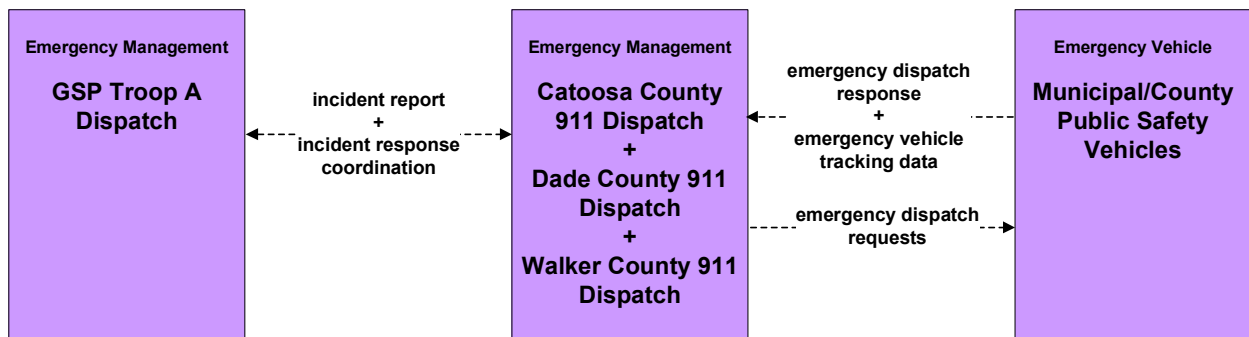 Emergency Management
GSP Troop A
Dispatch
incident report
+
incident response
coordination
Emergency Management
Catoosa County
911 Dispatch
+
Dade County 911
Dispatch
+
Walker County 911
Dispatch
emergency dispatch
response
+
emergency vehicle
tracking data
emergency dispatch
requests
Emergency Vehicle
Municipal/County
Public Safety
Vehicles